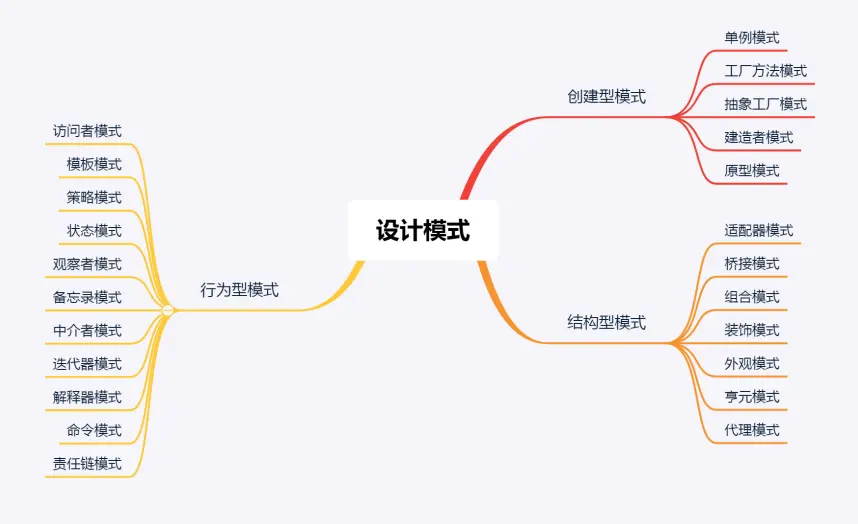 设计模式
创建型模式
单例模式
工厂方法模式
抽象工厂模式
建造者模式
原型模式
结构型模式
适配器模式
桥接模式
组合模式
装饰模式
外观模式
亨元模式
代理模式
行为型模式
访问者模式
模板模式
策略模式
状态模式
观察者模式
备忘录模式
中介者模式
迭代器模式
解释器模式
命令模式
责任链模式